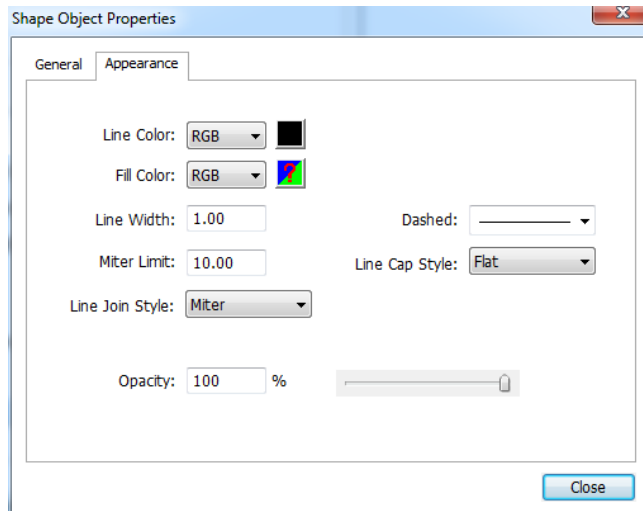 Shape Object Properties
General Appearance
Line Color: RGB
Fill Color: RGB ?
Line Width: 1.00 Dashed:
Miter Limit: 10.00 Line Cap Style: Flat
Line Join Style: Miter
Opacity: 100 %
Close